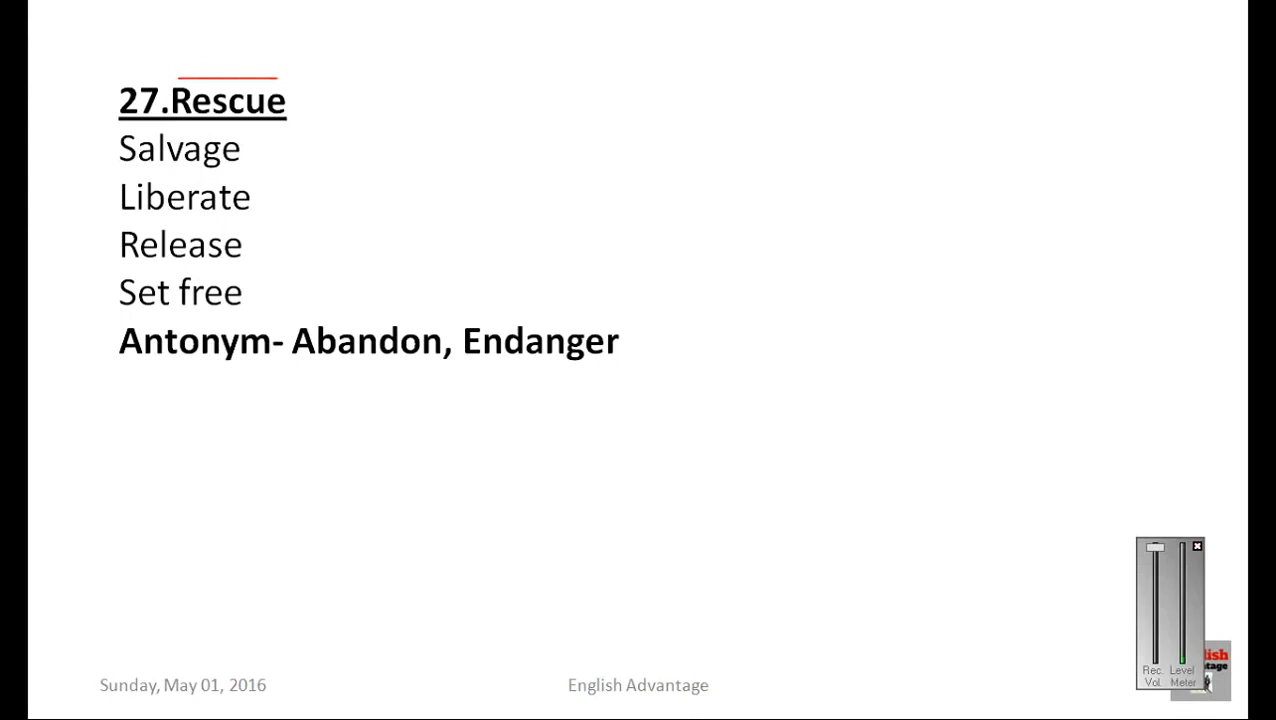 27.Rescue
Salvage
Liberate
Release
Set free
Antonym- Abandon, Endanger
Sunday, May 01, 2016
English Advantage
Rec. Level
Vol. Meter